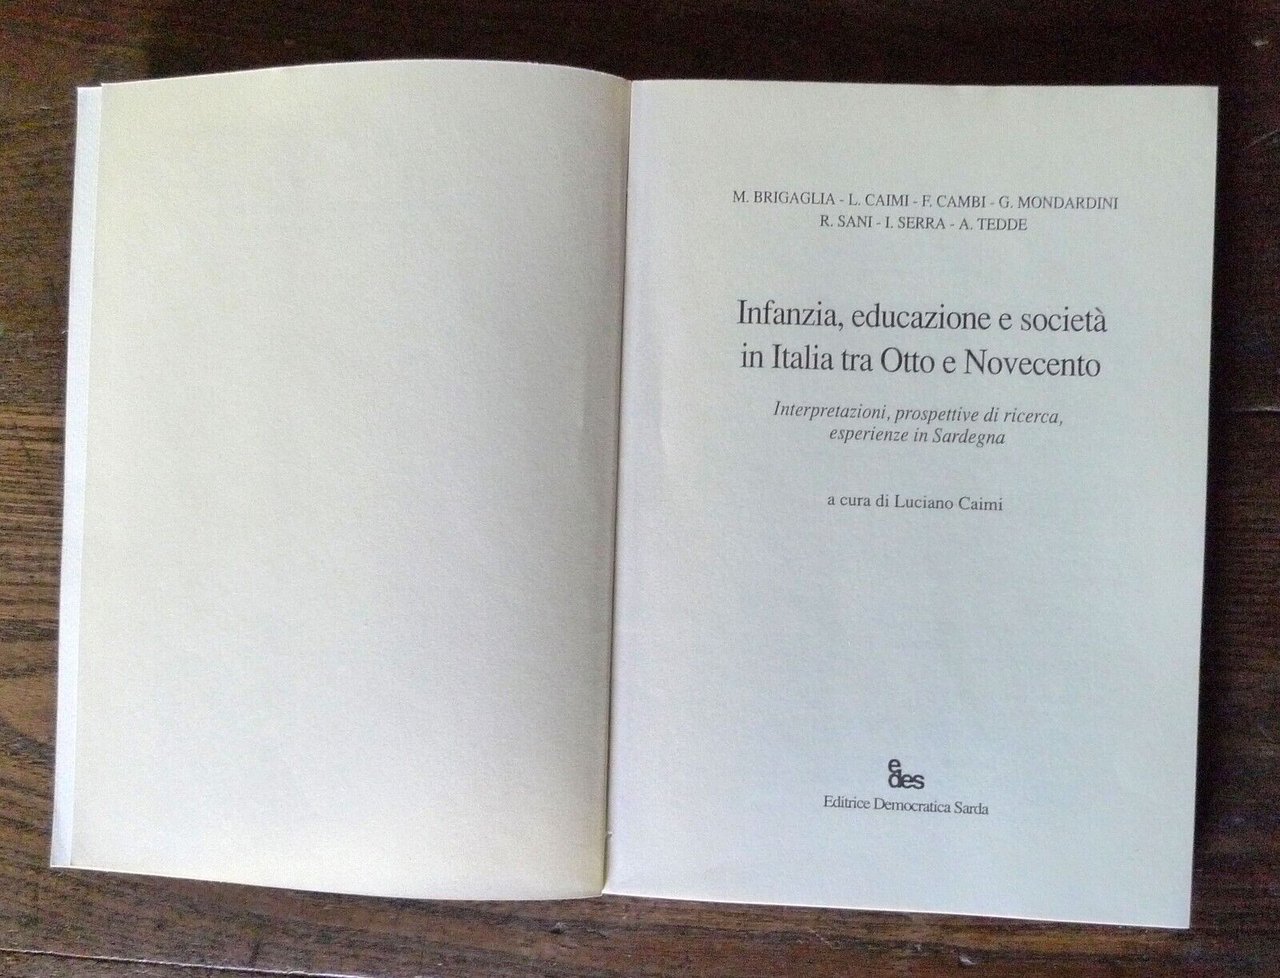 M. BRIGAGLIA - L. CAIMI - F. CAMBI - G. MONDARDINI
R. SANI - I. SERRA - A. TEDDE
Infanzia, educazione e società
in Italia tra Otto e Novecento
Interpretazioni, prospettive di ricerca,
esperienze in Sardegna
a cura di Luciano Caimi
e
des
Editrice Democratica Sarda